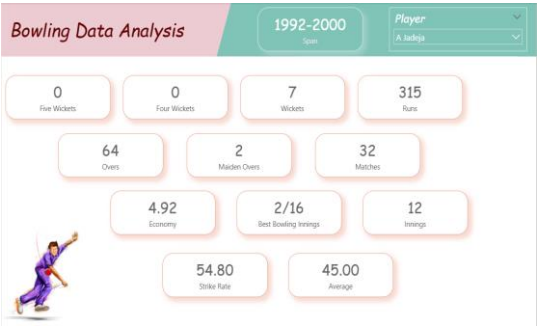 Bowling Data Analysis
1992-2000
Span
Player
A Jadeja
0
Five Wickets
0
Four Wickets
7
Wickets
315
Runs
64
Overs
2
Maiden Overs
32
Matches
4.92
Economy
2/16
Best Bowling Innings
12
Innings
54.80
Strike Rate
45.00
Average